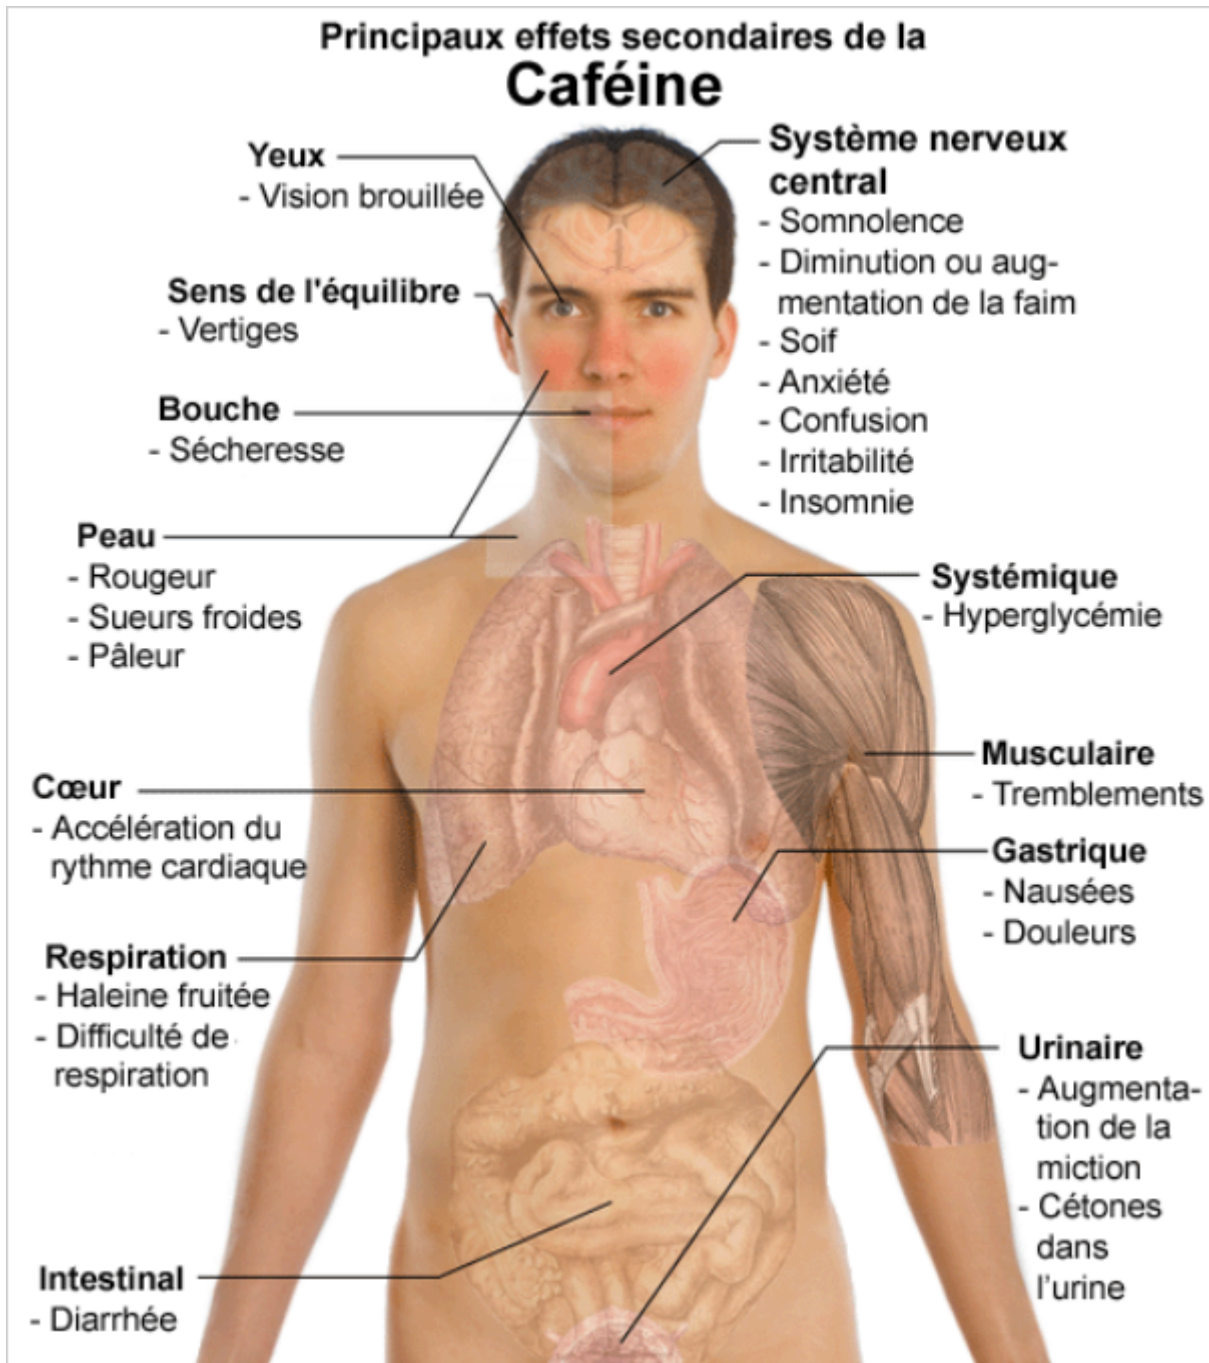 Principaux effets secondaires de la
Caféine
Yeux
- Vision brouillée
Sens de l'équilibre
- Vertiges
Bouche
- Sécheresse
Peau
- Rougeur
- Sueurs froides
- Pâleur
Cœur
- Accélération du
rythme cardiaque
Respiration
- Haleine fruitée
- Difficulté de
respiration
Intestinal
- Diarrhée
Système nerveux
central
- Somnolence
- Diminution ou aug-
mentation de la faim
- Soif
- Anxiété
- Confusion
- Irritabilité
- Insomnie
Systémique
- Hyperglycémie
Musculaire
- Tremblements
Gastrique
- Nausées
- Douleurs
Urinaire
- Augmenta-
tion de la
miction
- Cétones
dans
l'urine